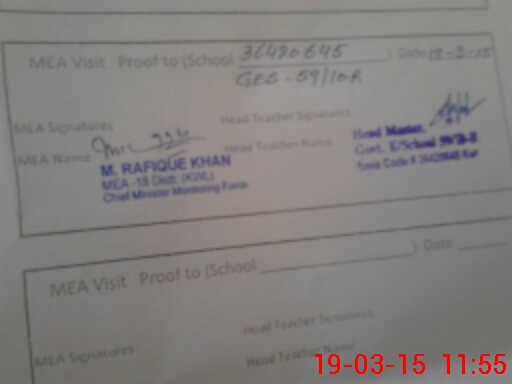 MEA Visit Proof to (School 36420645 ) Date 19-3-15
GES - 59/10R
MEA Signatures Head Teacher Signatures
MEA Name Head Teacher Name
M. RAFIQUE KHAN
MEA -18 Distt: (KWL)
Chief Minister Monitoring Force
Head Master,
Govt. E/School
Emis Code #
MEA Visit Proof to (School ) Date
Head Teacher Signatures
MEA Signatures
Head Teacher Name
19-03-15 11:55